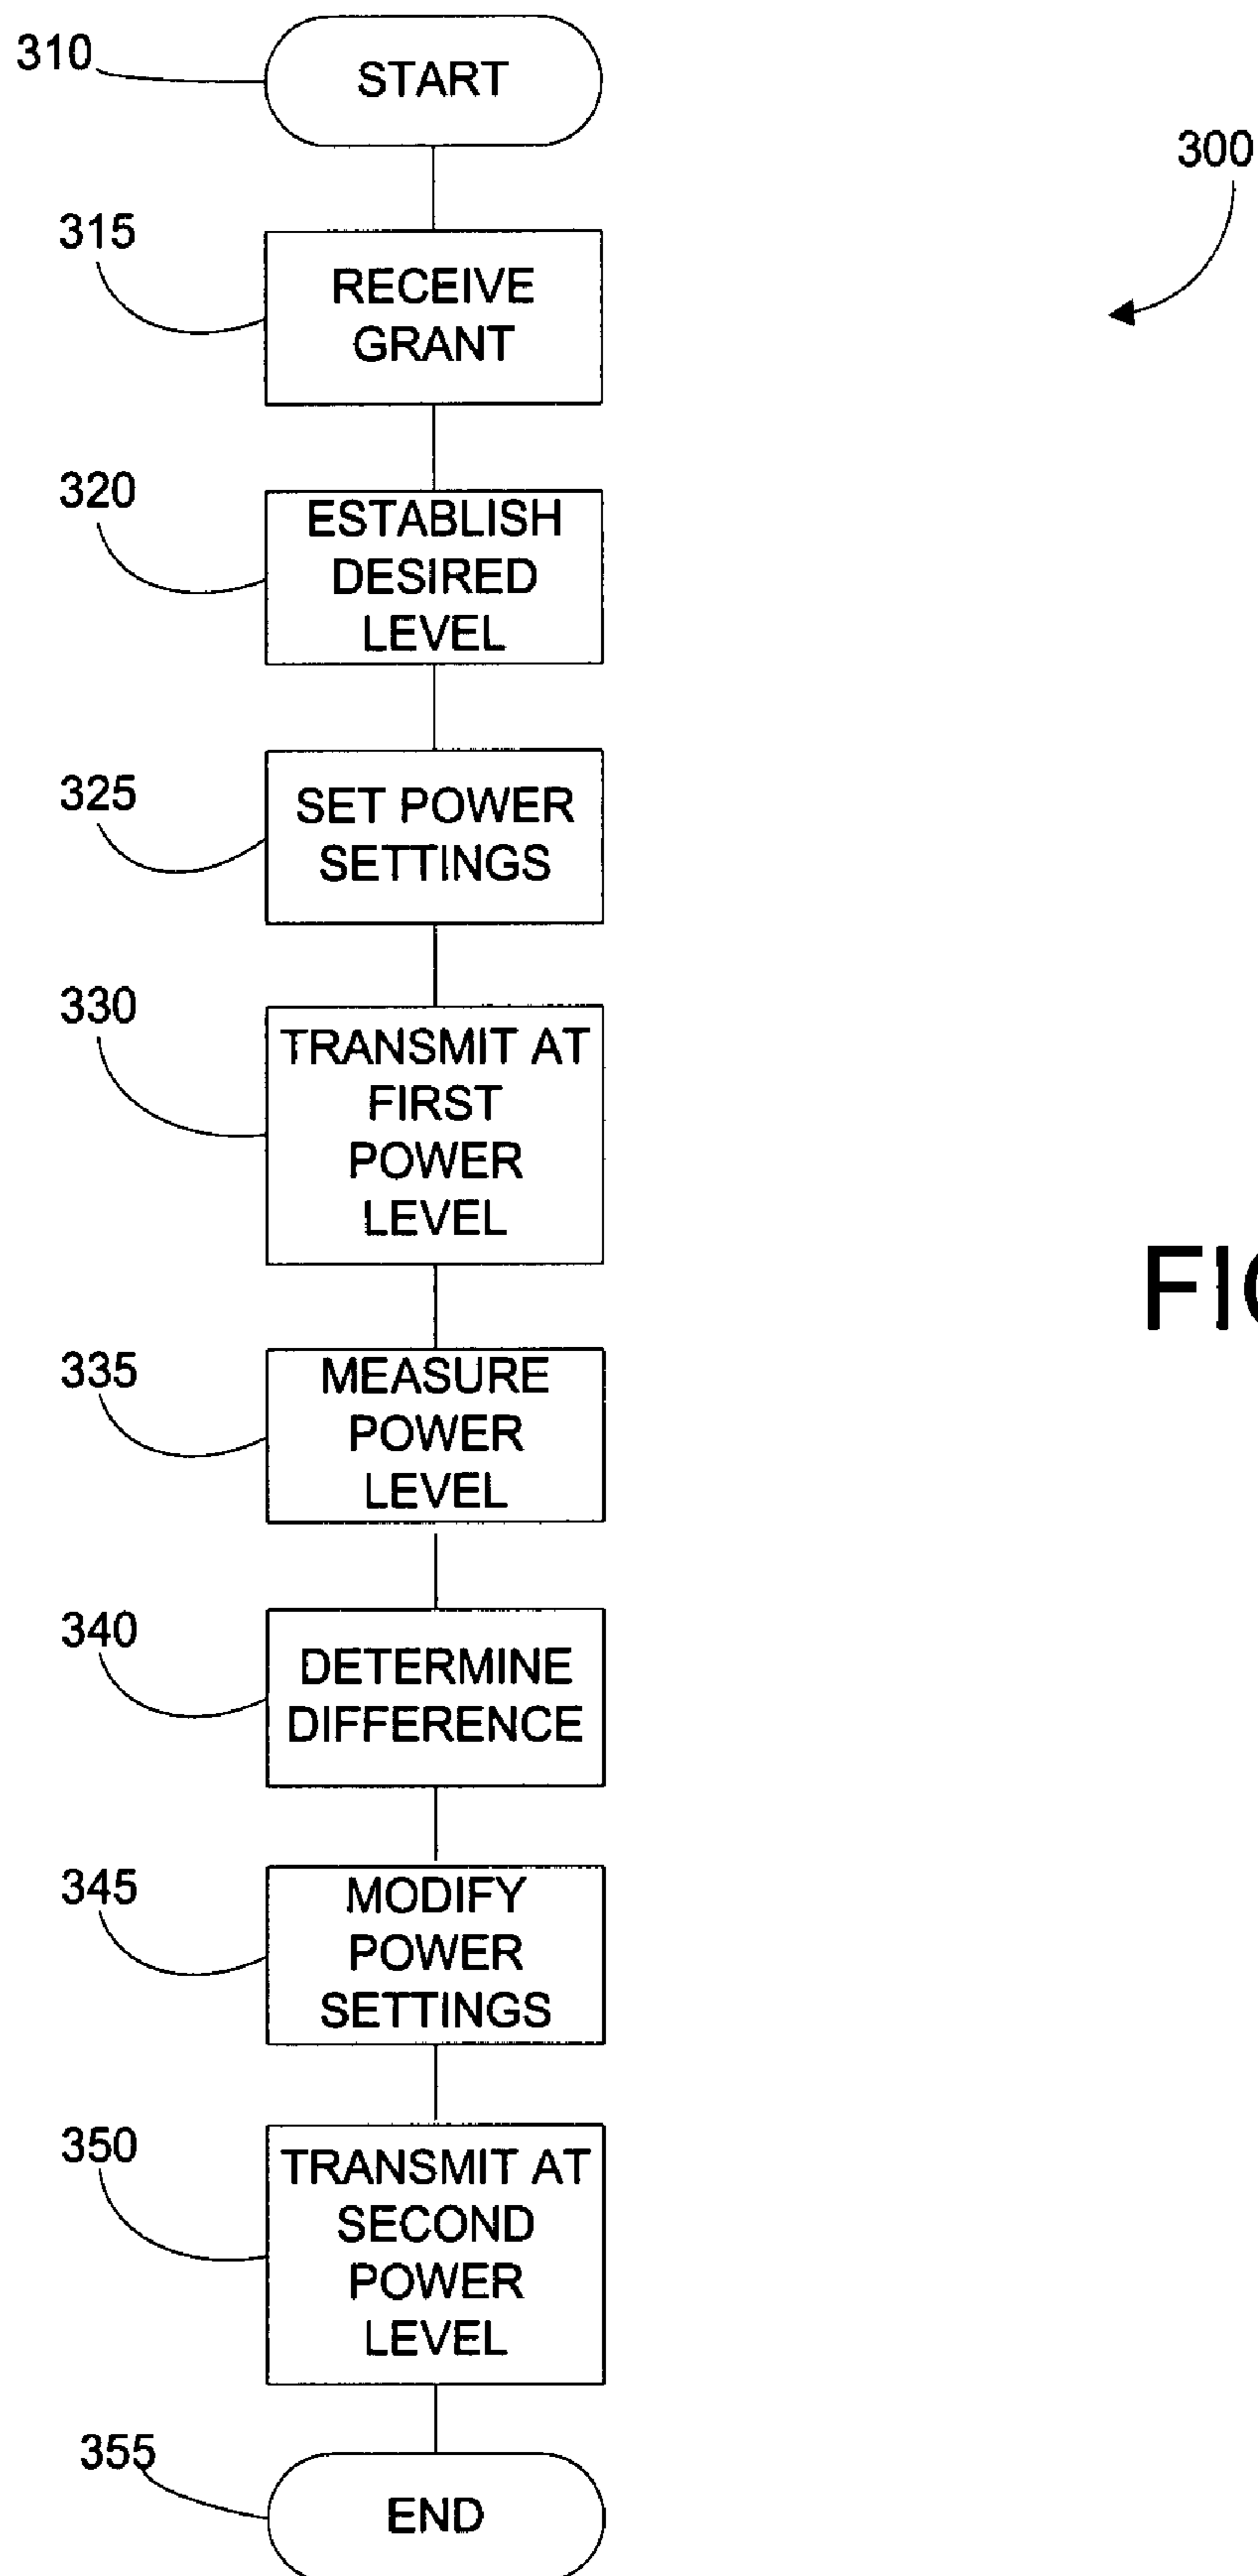 310
START
300
315
RECEIVE
GRANT
320
ESTABLISH
DESIRED
LEVEL
325
SET POWER
SETTINGS
330
TRANSMIT AT
FIRST
POWER
LEVEL
335
MEASURE
POWER
LEVEL
340
DETERMINE
DIFFERENCE
345
MODIFY
POWER
SETTINGS
350
TRANSMIT AT
SECOND
POWER
LEVEL
355
END